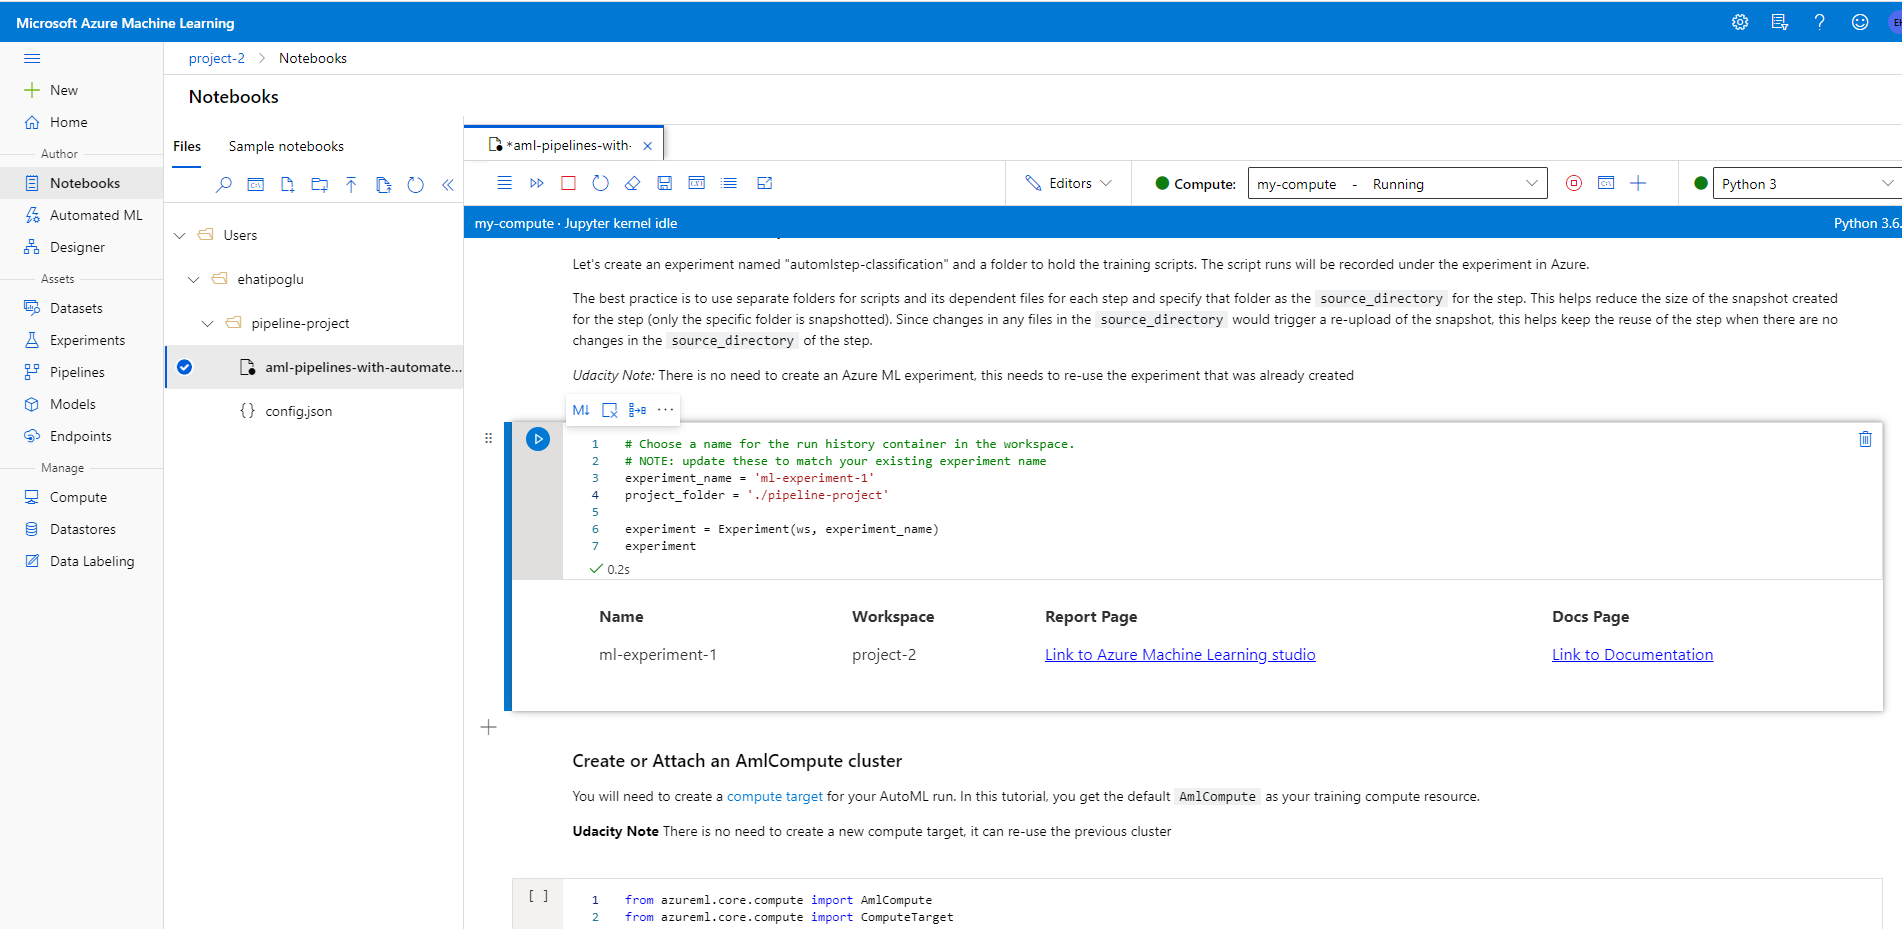 Microsoft Azure Machine Learning
EH
project-2 > Notebooks
New
Home
Author
Notebooks
Automated ML
Designer
Assets
Datasets
Experiments
Pipelines
Models
Endpoints
Manage
Compute
Datastores
Data Labeling
Notebooks
Files
Sample notebooks
Users
ehatipoglu
pipeline-project
aml-pipelines-with-automate...
{} config.json
*aml-pipelines-with-
Editors
Compute:
my-compute - Running
Python 3
my-compute · Jupyter kernel idle
Python 3.6.
Let's create an experiment named "automlstep-classification" and a folder to hold the training scripts. The script runs will be recorded under the experiment in Azure.
The best practice is to use separate folders for scripts and its dependent files for each step and specify that folder as the source_directory for the step. This helps reduce the size of the snapshot created
for the step (only the specific folder is snapshotted). Since changes in any files in the source_directory would trigger a re-upload of the snapshot, this helps keep the reuse of the step when there are no
changes in the source_directory of the step.
Udacity Note: There is no need to create an Azure ML experiment, this needs to re-use the experiment that was already created
M↓
1 # Choose a name for the run history container in the workspace.
2 # NOTE: update these to match your existing experiment name
3 experiment_name = 'ml-experiment-1'
4 project_folder = './pipeline-project'
5
6 experiment = Experiment(ws, experiment_name)
7 experiment
0.2s
Name Workspace Report Page Docs Page
ml-experiment-1 project-2 Link to Azure Machine Learning studio Link to Documentation
Create or Attach an AmlCompute cluster
You will need to create a compute target for your AutoML run. In this tutorial, you get the default AmlCompute as your training compute resource.
Udacity Note There is no need to create a new compute target, it can re-use the previous cluster
[ ]
1 from azureml.core.compute import AmlCompute
2 from azureml.core.compute import ComputeTarget